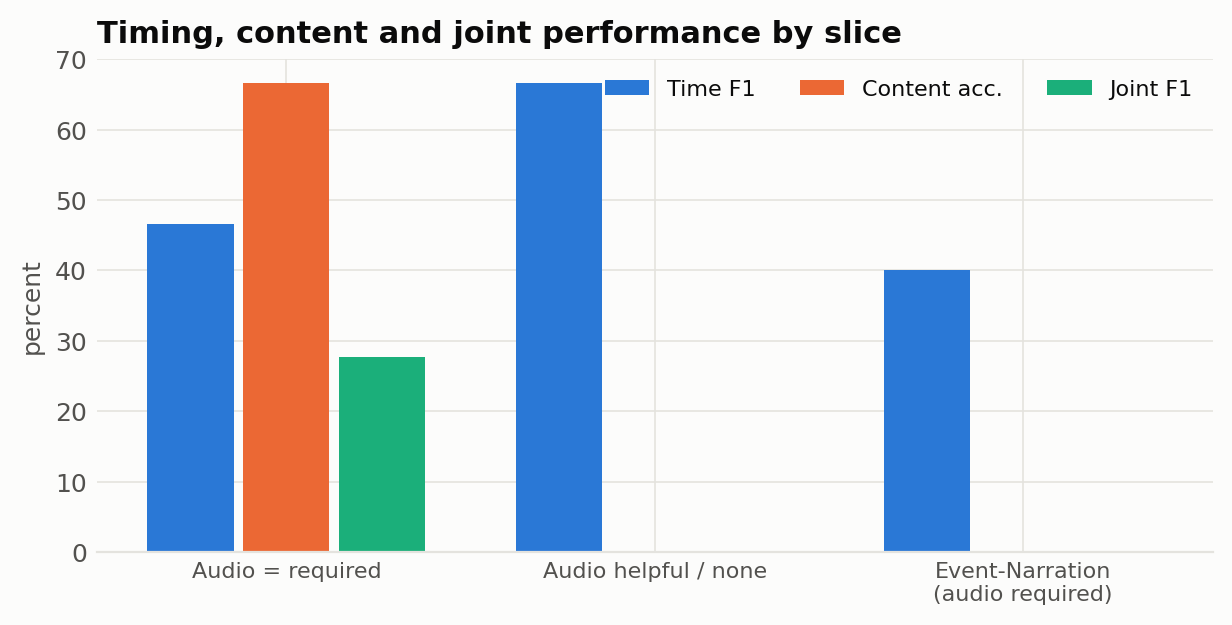 Timing, content and joint performance by slice
Time F1
Content acc.
Joint F1
percent
70
60
50
40
30
20
10
0
Audio = required
Audio helpful / none
Event-Narration
(audio required)